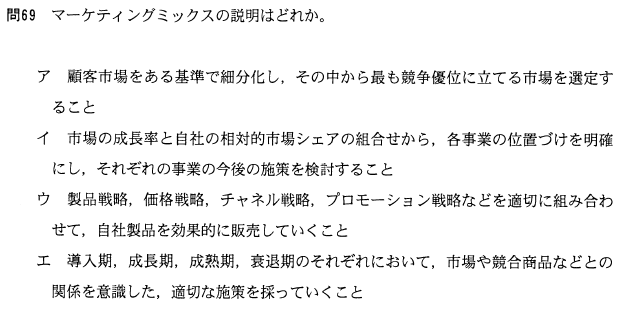 問69　マーケティングミックスの説明はどれか。
ア　顧客市場をある基準で細分化し，その中から最も競争優位に立てる市場を選定す
ること
イ　市場の成長率と自社の相対的市場シェアの組合せから，各事業の位置づけを明確
にし，それぞれの事業の今後の施策を検討すること
ウ　製品戦略，価格戦略，チャネル戦略，プロモーション戦略などを適切に組み合わ
せて，自社製品を効果的に販売していくこと
エ　導入期，成長期，成熟期，衰退期のそれぞれにおいて，市場や競合商品などとの
関係を意識した，適切な施策を採っていくこと